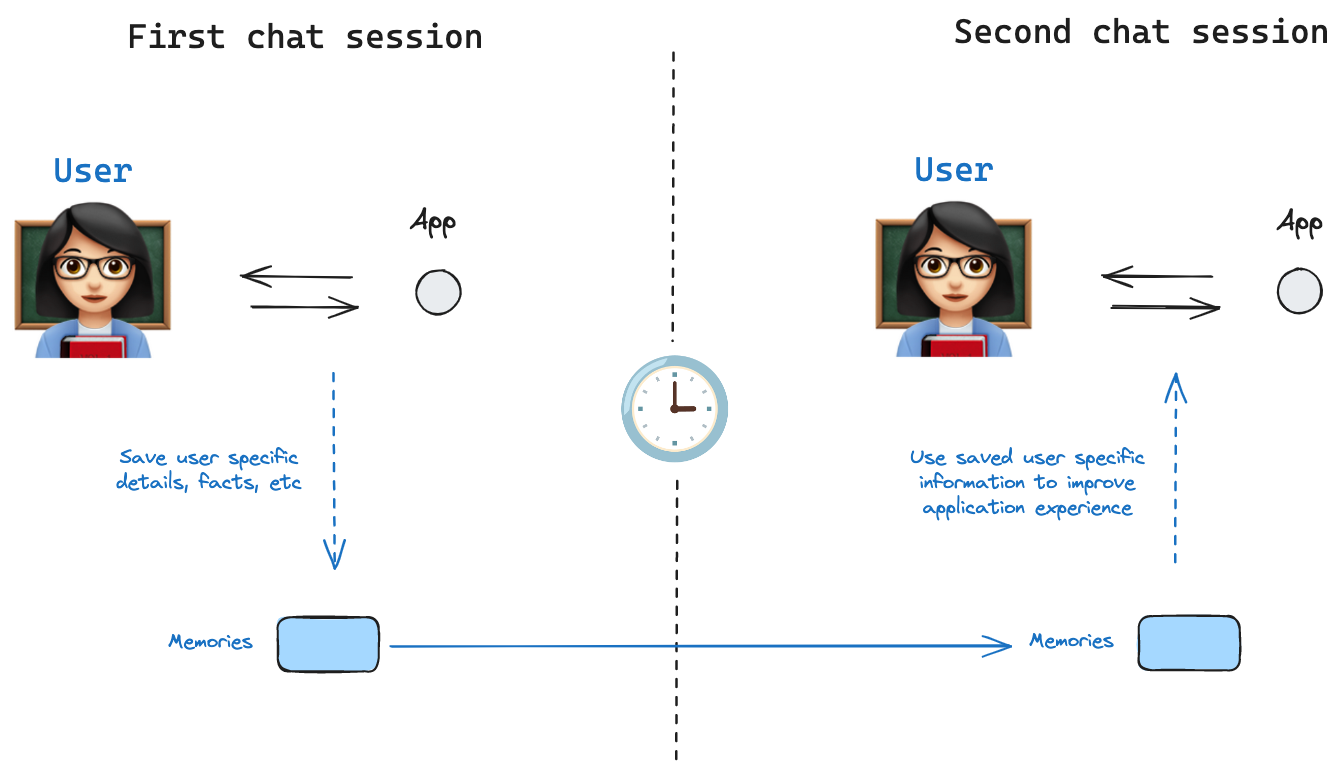 First chat session
Second chat session
User
App
User
App
Save user specific
details, facts, etc
Use saved user specific
information to improve
application experience
Memories
Memories